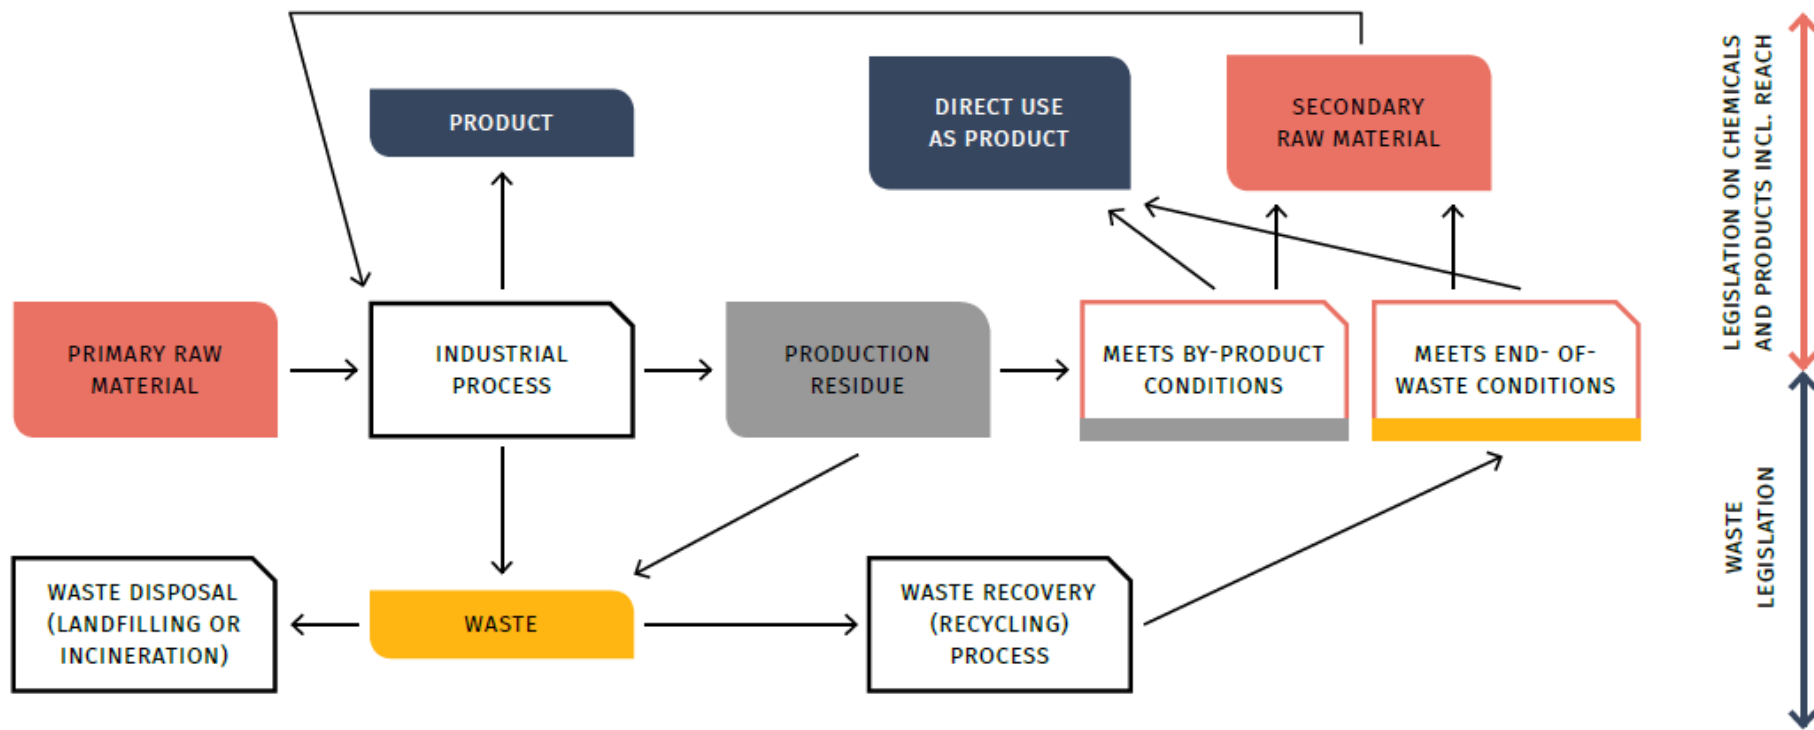 PRODUCT
DIRECT USE
AS PRODUCT
SECONDARY
RAW MATERIAL
LEGISLATION ON CHEMICALS
AND PRODUCTS INCL. REACH
PRIMARY RAW
MATERIAL
INDUSTRIAL
PROCESS
PRODUCTION
RESIDUE
MEETS BY-PRODUCT
CONDITIONS
MEETS END- OF-
WASTE CONDITIONS
WASTE DISPOSAL
(LANDFILLING OR
INCINERATION)
WASTE
WASTE RECOVERY
(RECYCLING)
PROCESS
WASTE
LEGISLATION